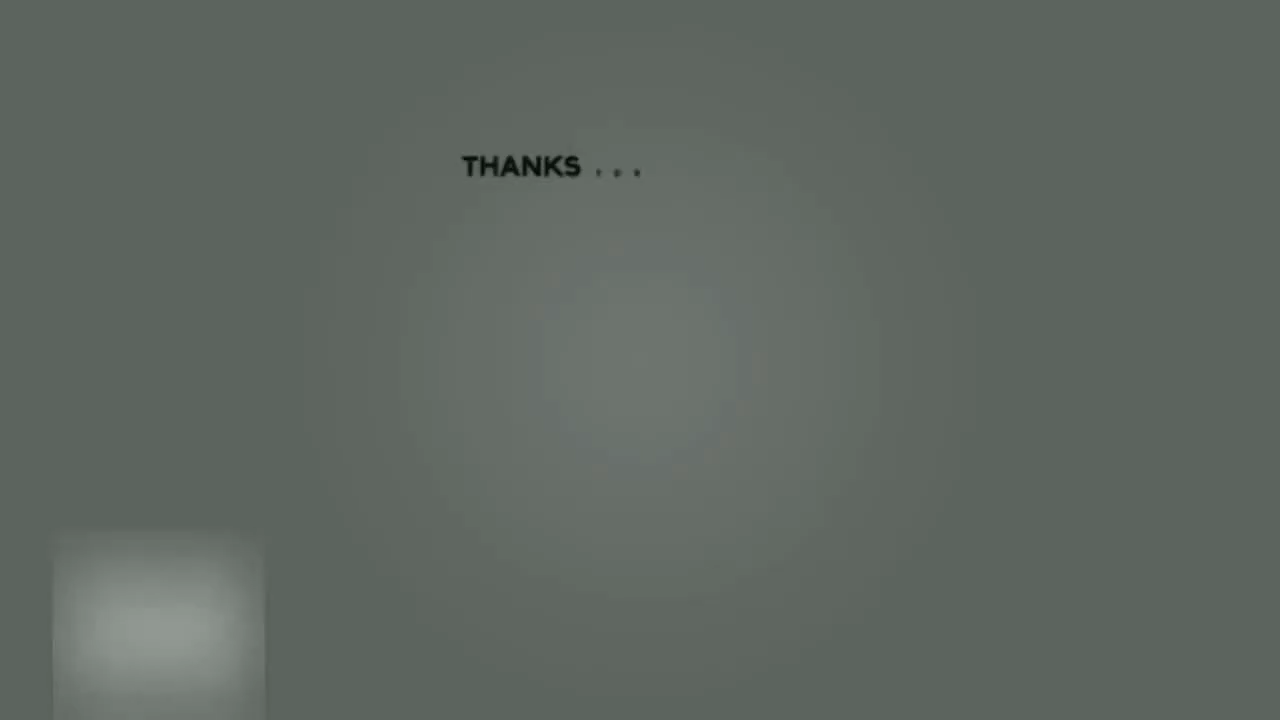 THANKS . . .